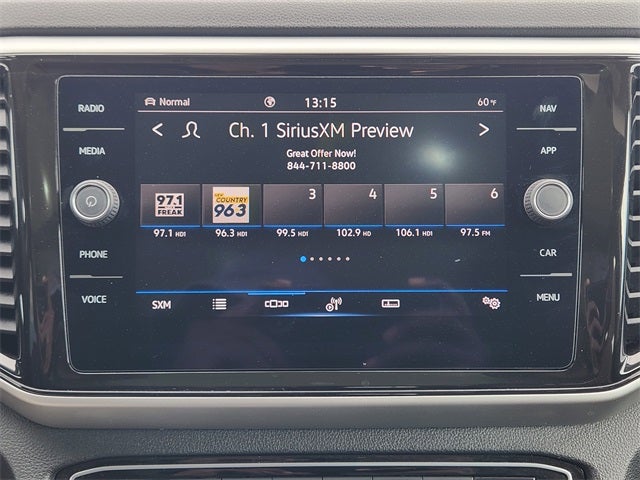 RADIO
MEDIA
PHONE
VOICE
Normal 13:15 60°F
Ch. 1 SiriusXM Preview
Great Offer Now!
844-711-8800
97.1 FREAK
NEW COUNTRY 96.3
3 4 5 6
97.1 HD1 96.3 HD1 99.5 HD1 102.9 HD 106.1 HD1 97.5 FM
SXM
NAV
APP
CAR
MENU